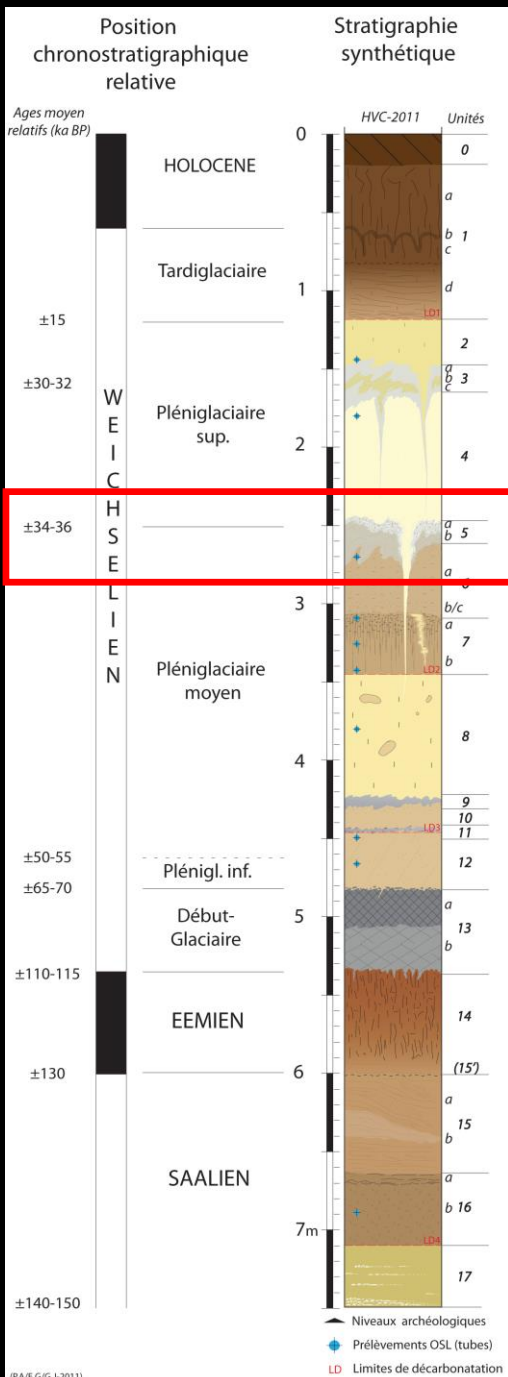 Position
chronostratigraphique
relative
Stratigraphie
synthétique
Ages moyen
relatifs (ka BP)
HVC-2011
Unités
0
0
HOLOCENE
a
b 1
c
Tardiglaciaire
1
d
LD1
±15
2
±30-32
a
b 3
c
WEICHSELIEN
Pléniglaciaire
sup.
2
4
±34-36
a
b 5
a
3
b/c
a
7
b
LD2
Pléniglaciaire
moyen
8
4
9
10
LD3
11
±50-55
12
Plénigl. inf.
±65-70
a
Début-
Glaciaire
5
13
b
±110-115
EEMIEN
14
(15')
±130
6
a
15
b
SAALIEN
a
b 16
7m
LD4
17
±140-150
Niveaux archéologiques
Prélèvements OSL (tubes)
LD Limites de décarbonatation